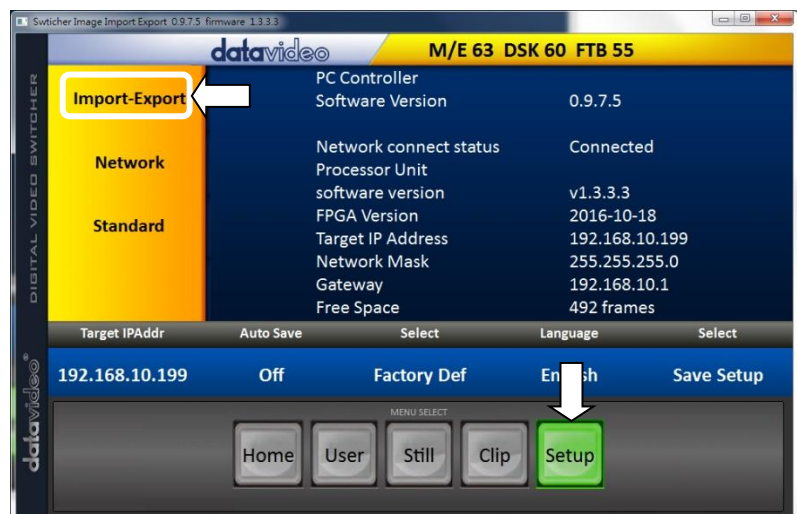 Swticher Image Import Export 0.9.7.5 firmware 1.3.3.3
datavideo M/E 63 DSK 60 FTB 55
DIGITAL VIDEO SWITCHER
Import-Export
Network
Standard
PC Controller
Software Version 0.9.7.5
Network connect status Connected
Processor Unit
software version v1.3.3.3
FPGA Version 2016-10-18
Target IP Address 192.168.10.199
Network Mask 255.255.255.0
Gateway 192.168.10.1
Free Space 492 frames
Target IPAddr Auto Save Select Language Select
192.168.10.199 Off Factory Def Save Setup
datavideo
MENU SELECT
Home User Still Clip Setup